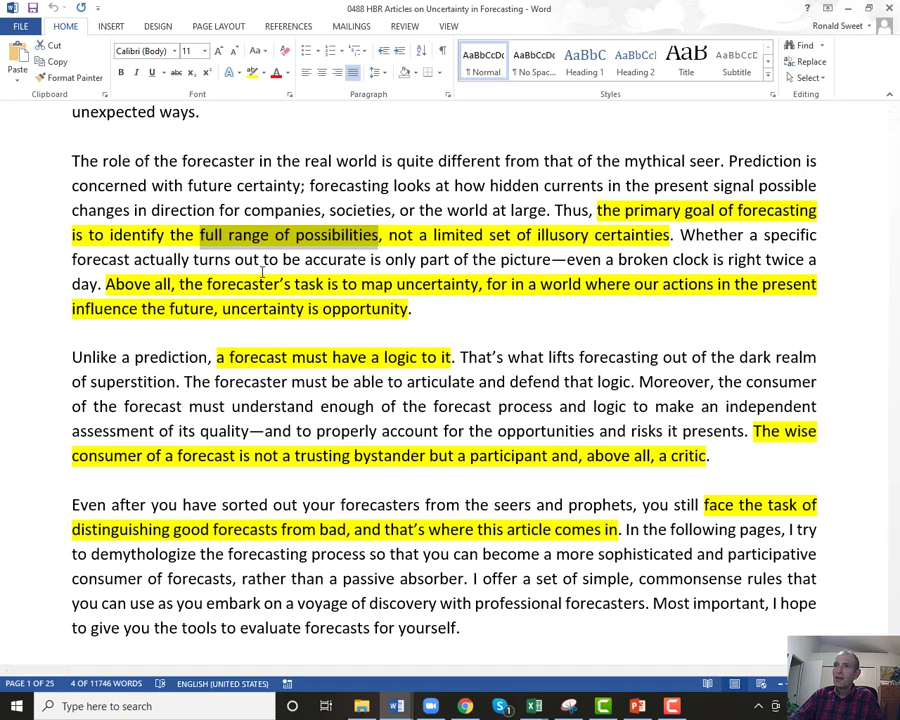 0488 HBR Articles on Uncertainty in Forecasting - Word
FILE HOME INSERT DESIGN PAGE LAYOUT REFERENCES MAILINGS REVIEW VIEW Ronald Sweet
Paste Cut Copy Format Painter
Calibri (Body) 11
AaBbCcDc AaBbCcDc AaBbC AaBbCcl AaB AaBbCcDc
¶ Normal ¶ No Spac... Heading 1 Heading 2 Title Subtitle
Find Replace Select
Clipboard Font Paragraph Styles Editing
unexpected ways.
The role of the forecaster in the real world is quite different from that of the mythical seer. Prediction is
concerned with future certainty; forecasting looks at how hidden currents in the present signal possible
changes in direction for companies, societies, or the world at large. Thus, the primary goal of forecasting
is to identify the full range of possibilities, not a limited set of illusory certainties. Whether a specific
forecast actually turns out to be accurate is only part of the picture—even a broken clock is right twice a
day. Above all, the forecaster’s task is to map uncertainty, for in a world where our actions in the present
influence the future, uncertainty is opportunity.
Unlike a prediction, a forecast must have a logic to it. That’s what lifts forecasting out of the dark realm
of superstition. The forecaster must be able to articulate and defend that logic. Moreover, the consumer
of the forecast must understand enough of the forecast process and logic to make an independent
assessment of its quality—and to properly account for the opportunities and risks it presents. The wise
consumer of a forecast is not a trusting bystander but a participant and, above all, a critic.
Even after you have sorted out your forecasters from the seers and prophets, you still face the task of
distinguishing good forecasts from bad, and that’s where this article comes in. In the following pages, I try
to demythologize the forecasting process so that you can become a more sophisticated and participative
consumer of forecasts, rather than a passive absorber. I offer a set of simple, commonsense rules that
you can use as you embark on a voyage of discovery with professional forecasters. Most important, I hope
to give you the tools to evaluate forecasts for yourself.
PAGE 1 OF 25 4 OF 11746 WORDS ENGLISH (UNITED STATES)
Type here to search